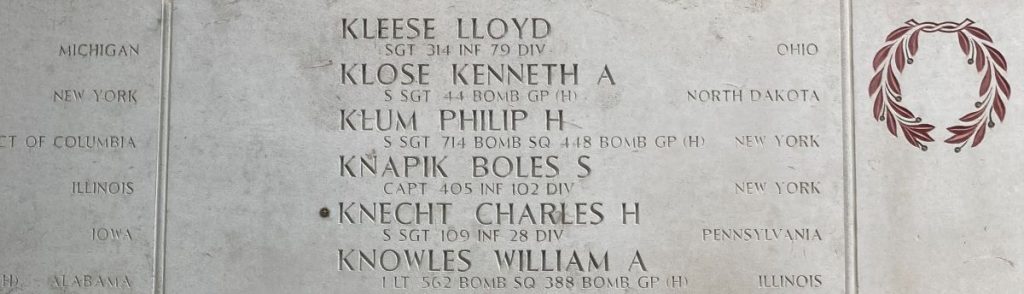 MICHIGAN
NEW YORK
CT OF COLUMBIA
ILLINOIS
IOWA
H) ALABAMA
KLEESE LLOYD
SGT 314 INF 79 DIV OHIO
KLOSE KENNETH A
S SGT 44 BOMB GP (H) NORTH DAKOTA
KLUM PHILIP H
S SGT 714 BOMB SQ 448 BOMB GP (H) NEW YORK
KNAPIK BOLES S
CAPT 405 INF 102 DIV NEW YORK
KNECHT CHARLES H
S SGT 109 INF 28 DIV PENNSYLVANIA
KNOWLES WILLIAM A
1 LT 562 BOMB SQ 388 BOMB GP (H) ILLINOIS